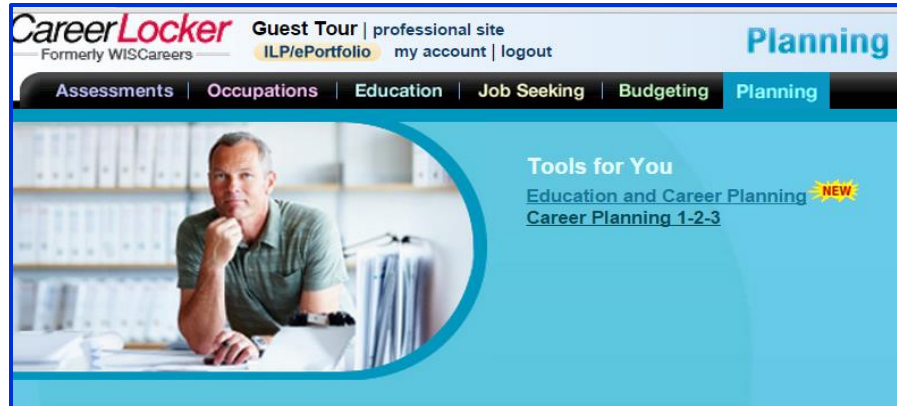 CareerLocker
Formerly WISCareers
Guest Tour | professional site
ILP/ePortfolio my account | logout
Planning
Assessments | Occupations | Education | Job Seeking | Budgeting Planning
Tools for You
Education and Career Planning NEW
Career Planning 1-2-3